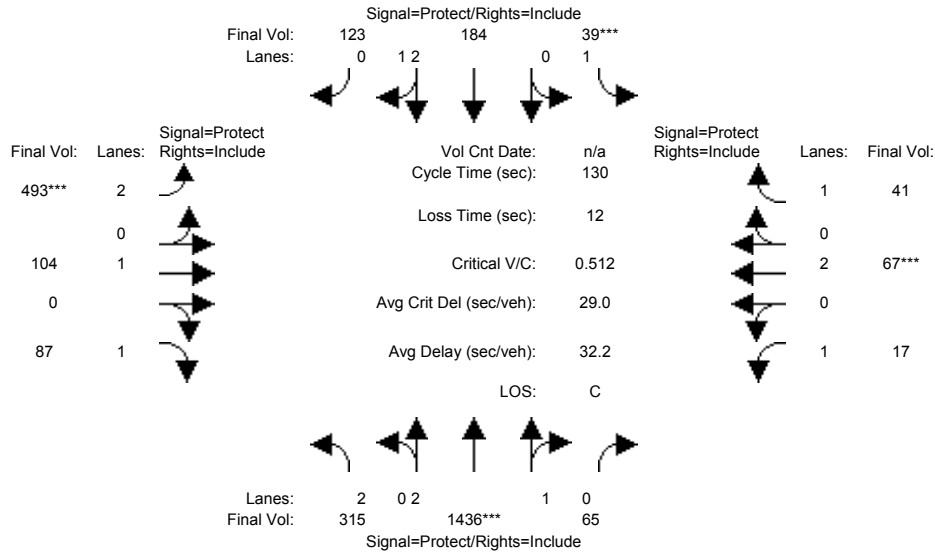 Signal=Protect/Rights=Include
Final Vol: 123 184 39***
Lanes: 0 1 2 0 1
Signal=Protect Signal=Protect
Final Vol: Lanes: Rights=Include Vol Cnt Date: n/a Rights=Include Lanes: Final Vol:
Cycle Time (sec): 130
493*** 2 1 41
Loss Time (sec): 12
0 0
104 1 Critical V/C: 0.512 2 67***
0 0 Avg Crit Del (sec/veh): 29.0 0
87 1 Avg Delay (sec/veh): 32.2 1 17
LOS: C
Lanes: 2 0 2 1 0
Final Vol: 315 1436*** 65
Signal=Protect/Rights=Include